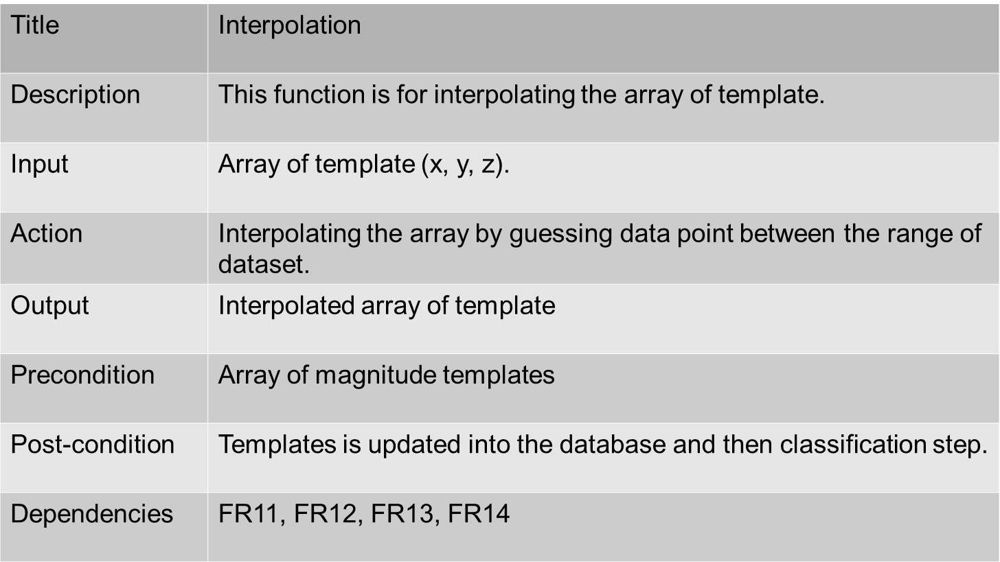 Title Interpolation
Description This function is for interpolating the array of template.
Input Array of template (x, y, z).
Action Interpolating the array by guessing data point between the range of
dataset.
Output Interpolated array of template
Precondition Array of magnitude templates
Post-condition Templates is updated into the database and then classification step.
Dependencies FR11, FR12, FR13, FR14